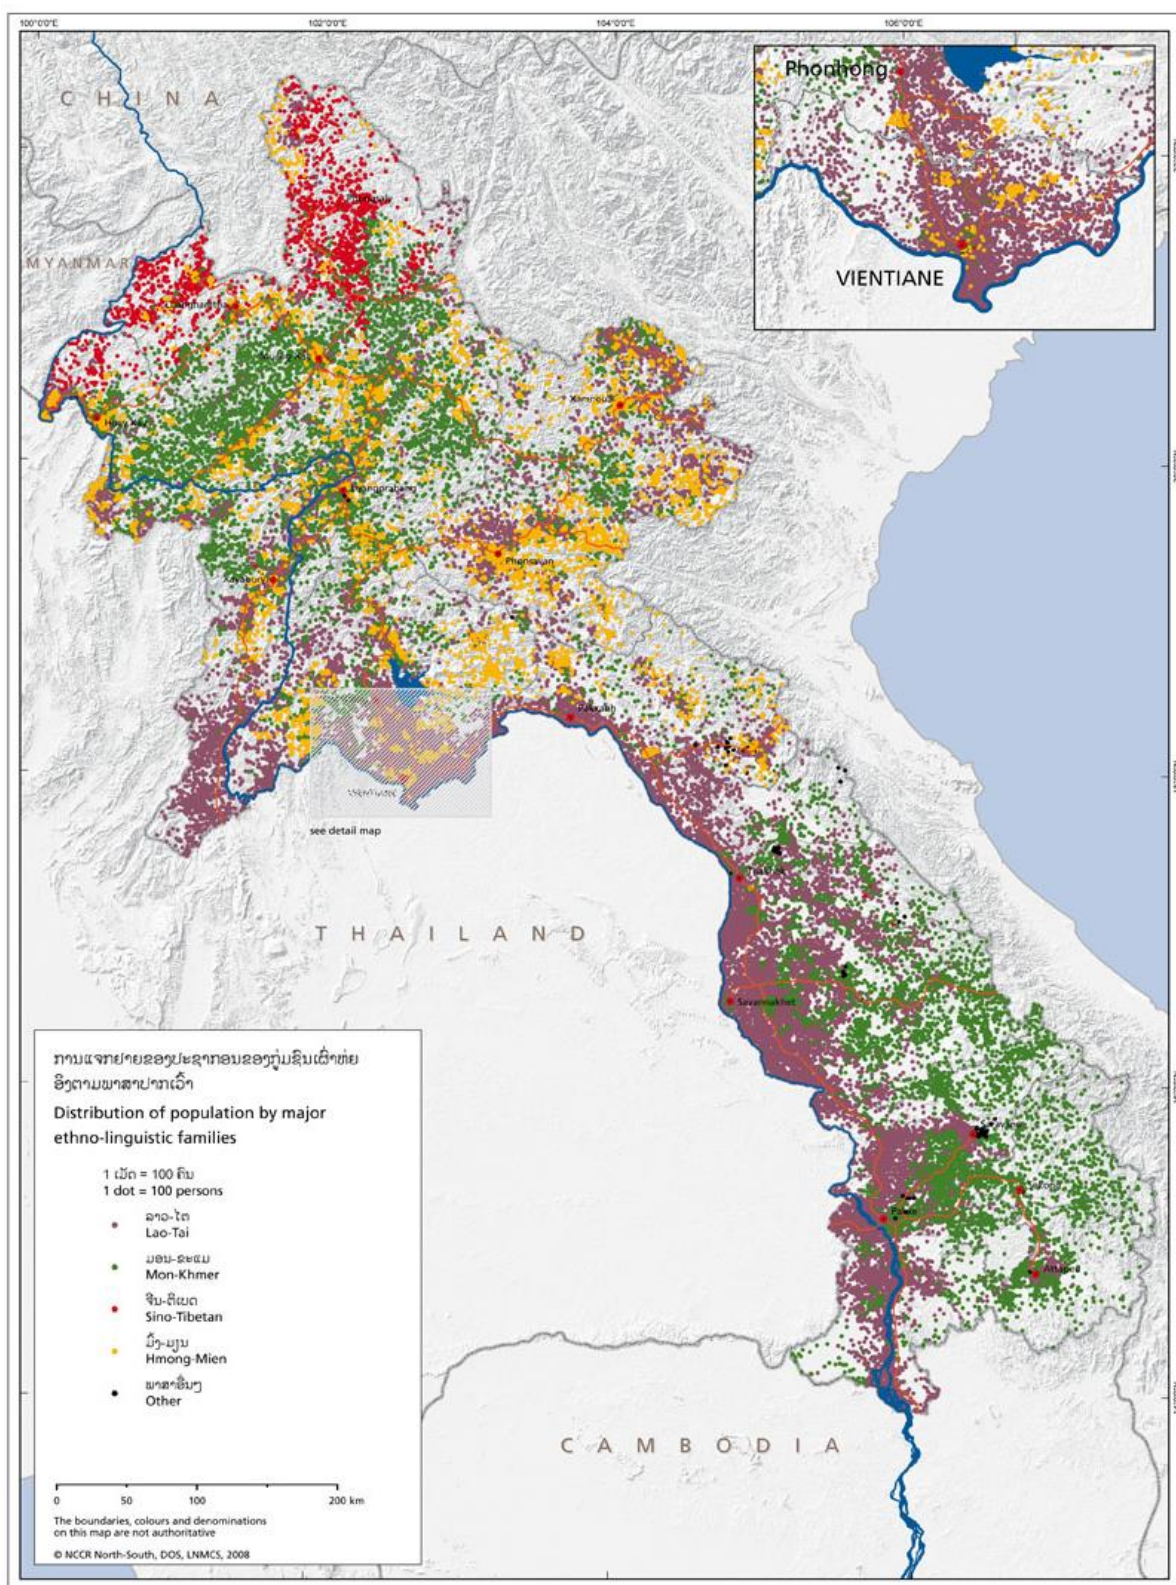 100°0'0"E
102°0'0"E
104°0'0"E
106°0'0"E
CHINA
MYANMAR
Phonhong
VIENTIANE
Xamneua
Phonsavan
Luangprabang
Xayabury
Pakxanh
VIENTIANE
see detail map
THAILAND
Savannakhet
Pakse
Attapeu
CAMBODIA
ການແຈກຢາຍຂອງປະຊາກອນຂອງກຸ່ມຊົນເຜົ່າຫ່ຍ
ອີງຕາມພາສາປາກເວົ້າ
Distribution of population by major
ethno-linguistic families
1 ເມັດ = 100 ຄົນ
1 dot = 100 persons
ລາວ-ໄຕ
Lao-Tai
ມອນ-ຂະແມ
Mon-Khmer
ຈີນ-ຕິເບດ
Sino-Tibetan
ມົ້ງ-ມຽນ
Hmong-Mien
ພາສາອື່ນໆ
Other
0 50 100 200 km
The boundaries, colours and denominations
on this map are not authoritative
© NCCR North-South, DOS, LNMCS, 2008